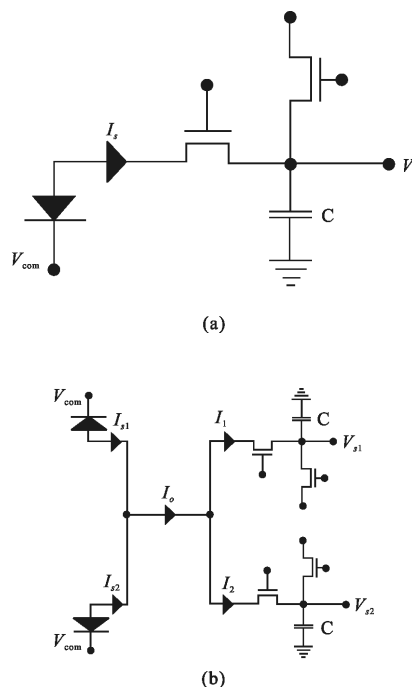 I_s
V
C
V_com
(a)
V_com
I_s1
I_1
C
V_s1
I_o
I_s2
I_2
V_s2
C
V_com
(b)